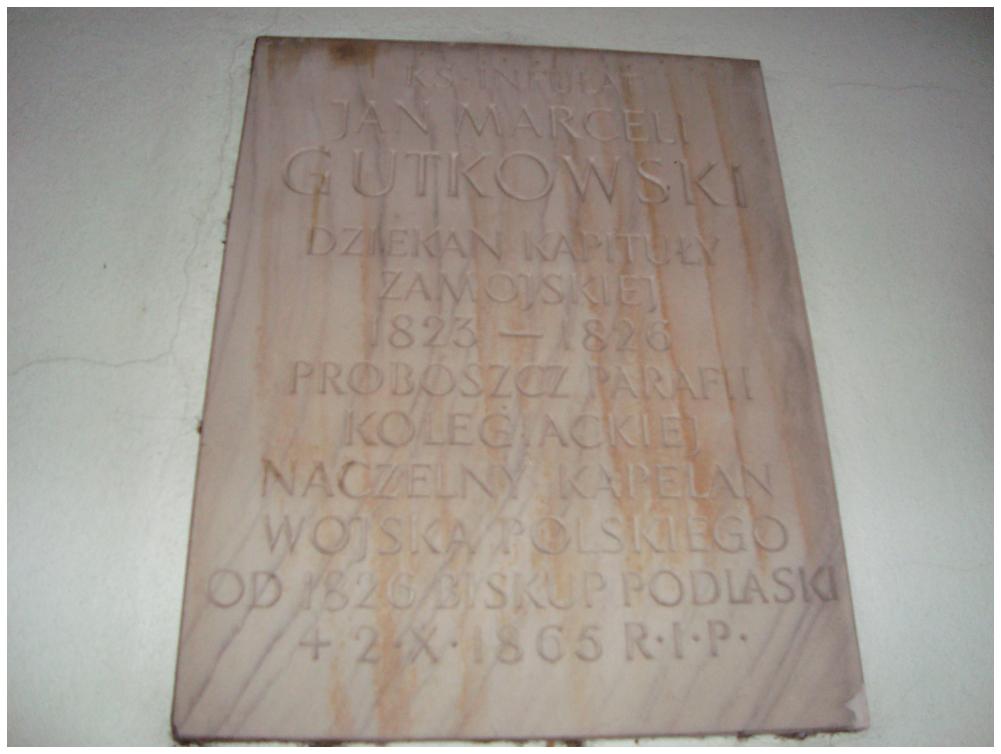 KS. INFUŁAT
JAN MARCELI
GUTKOWSKI
DZIEKAN KAPITUŁY
ZAMOJSKIEJ
1823 — 1826
PROBOSZCZ PARAFII
KOLEGIACKIEJ
NACZELNY KAPELAN
WOJSKA POLSKIEGO
OD 1826 BISKUP PODLASKI
+ 2·X·1865 R·I·P·